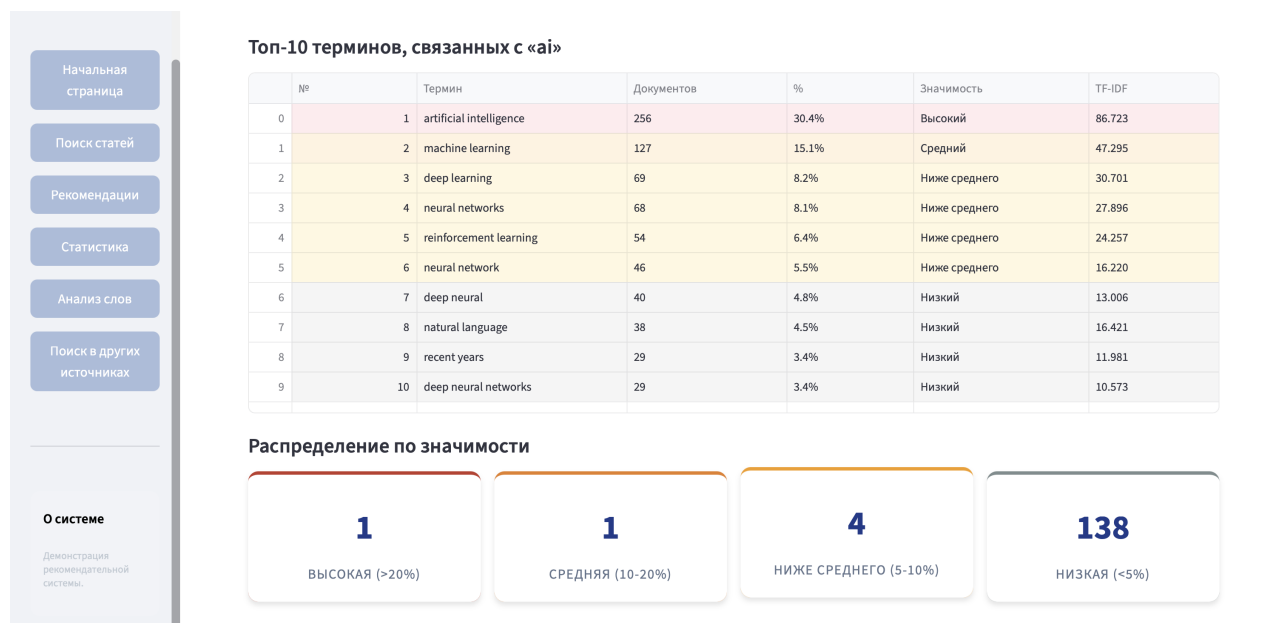 Начальная
страница
Поиск статей
Рекомендации
Статистика
Анализ слов
Поиск в других
источниках
О системе
Демонстрация
рекомендательной
системы.
Топ-10 терминов, связанных с «ai»
№ Термин Документов % Значимость TF-IDF
0 1 artificial intelligence 256 30.4% Высокий 86.723
1 2 machine learning 127 15.1% Средний 47.295
2 3 deep learning 69 8.2% Ниже среднего 30.701
3 4 neural networks 68 8.1% Ниже среднего 27.896
4 5 reinforcement learning 54 6.4% Ниже среднего 24.257
5 6 neural network 46 5.5% Ниже среднего 16.220
6 7 deep neural 40 4.8% Низкий 13.006
7 8 natural language 38 4.5% Низкий 16.421
8 9 recent years 29 3.4% Низкий 11.981
9 10 deep neural networks 29 3.4% Низкий 10.573
Распределение по значимости
1
ВЫСОКАЯ (>20%)
1
СРЕДНЯЯ (10-20%)
4
НИЖЕ СРЕДНЕГО (5-10%)
138
НИЗКАЯ (<5%)